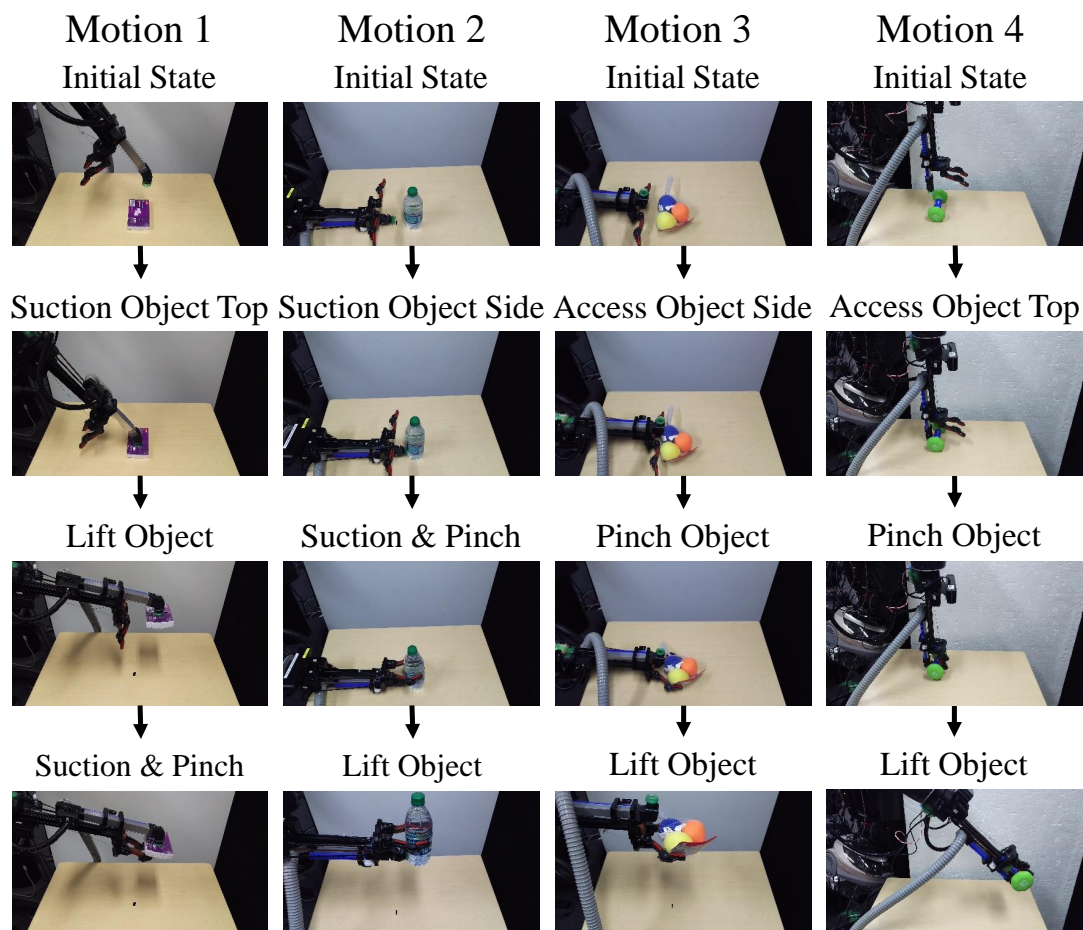 Motion 1 Motion 2 Motion 3 Motion 4
Initial State Initial State Initial State Initial State
Suction Object Top Suction Object Side Access Object Side Access Object Top
Lift Object Suction & Pinch Pinch Object Pinch Object
Suction & Pinch Lift Object Lift Object Lift Object